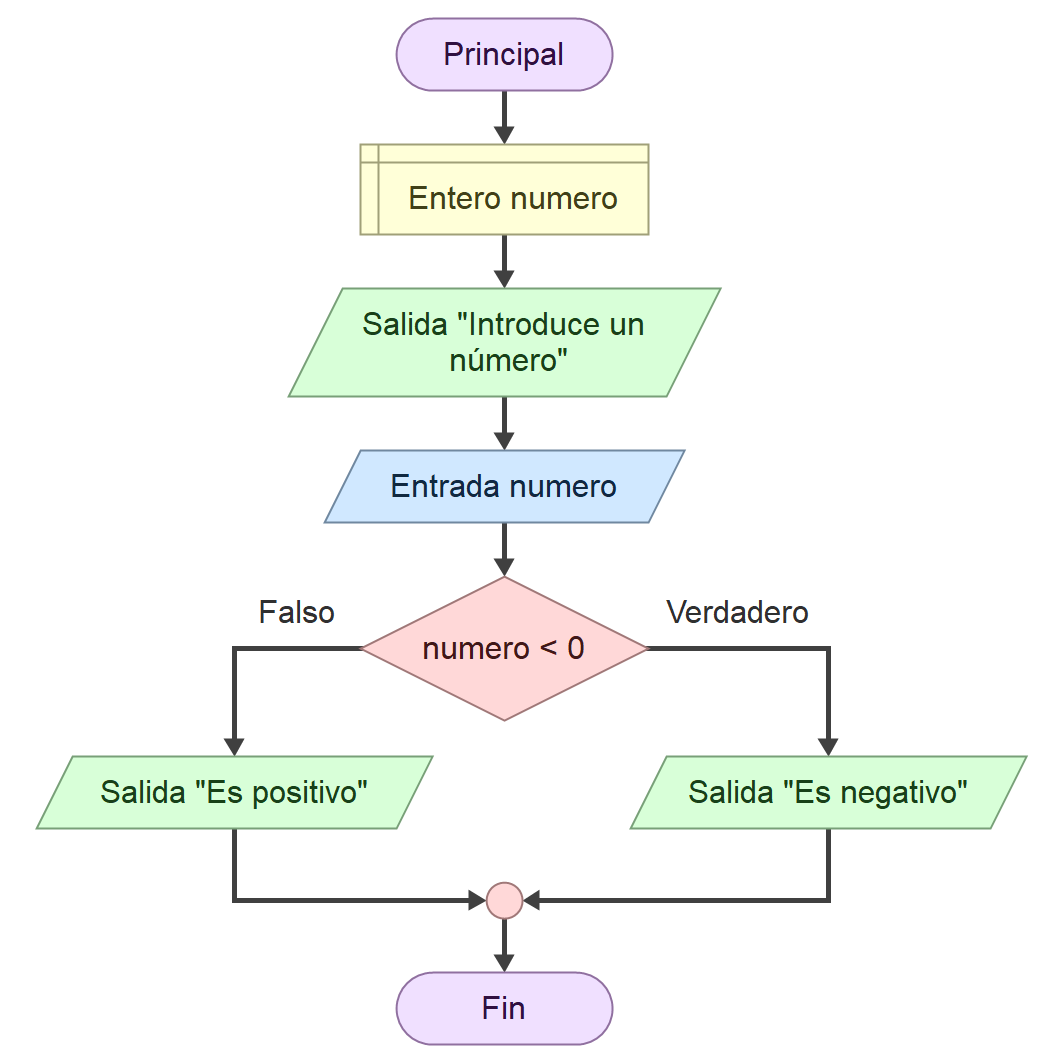 Principal
Entero numero
Salida "Introduce un
número"
Entrada numero
Falso
Verdadero
numero < 0
Salida "Es positivo"
Salida "Es negativo"
Fin